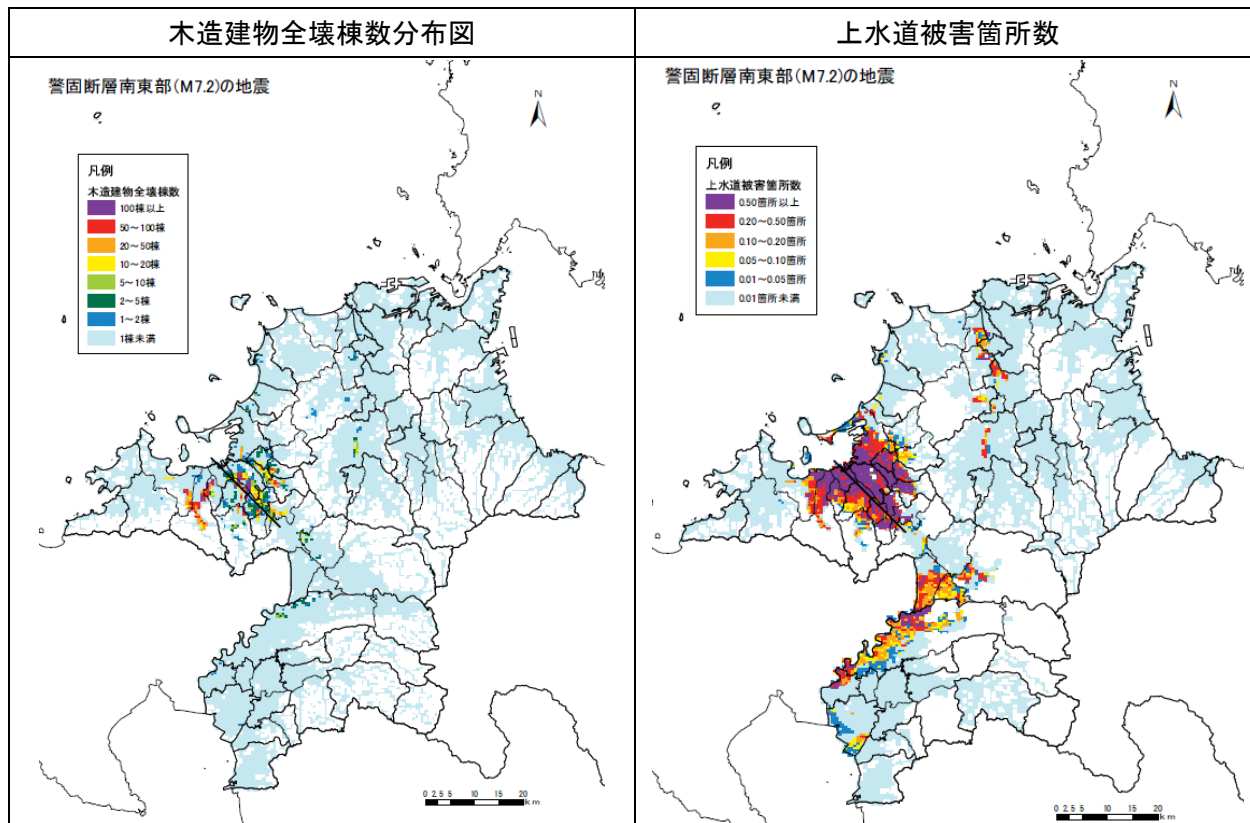 木造建物全壊棟数分布図
上水道被害箇所数
警固断層南東部(M7.2)の地震
N
凡例
木造建物全壊棟数
100棟以上
50～100棟
20～50棟
10～20棟
5～10棟
2～5棟
1～2棟
1棟未満
0 2.5 5 10 15 20
km
警固断層南東部(M7.2)の地震
N
凡例
上水道被害箇所数
0.50箇所以上
0.20～0.50箇所
0.10～0.20箇所
0.05～0.10箇所
0.01～0.05箇所
0.01箇所未満
0 2.5 5 10 15 20
km